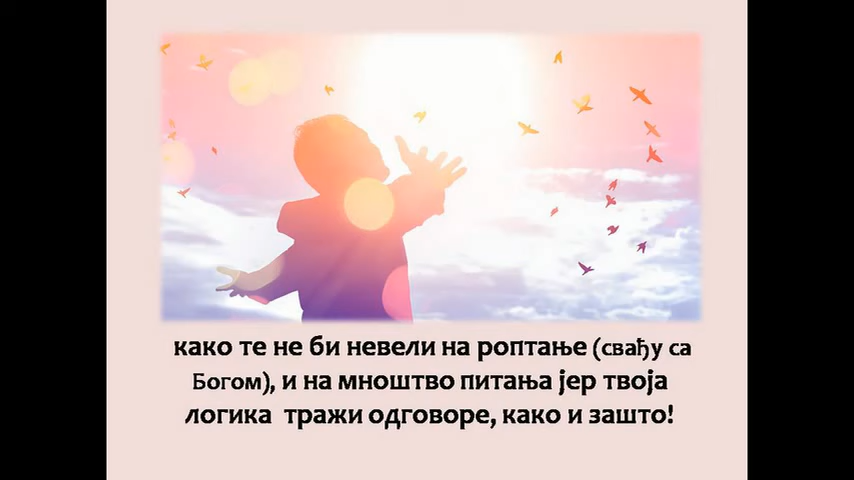 како те не би невели на роптање (свађу са
Богом), и на мноштво питања јер твоја
логика тражи одговоре, како и зашто!